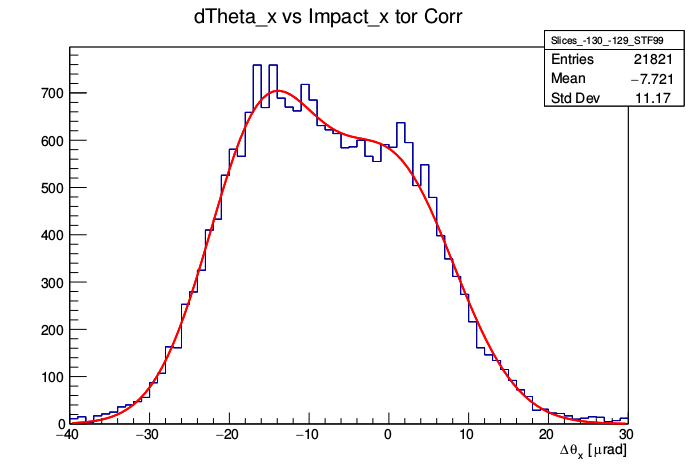 dTheta_x vs Impact_x tor Corr
Slices_-130_-129_STF99
Entries 21821
Mean −7.721
Std Dev 11.17
700
600
500
400
300
200
100
0
−40 −30 −20 −10 0 10 20 30
Δθx [μrad]